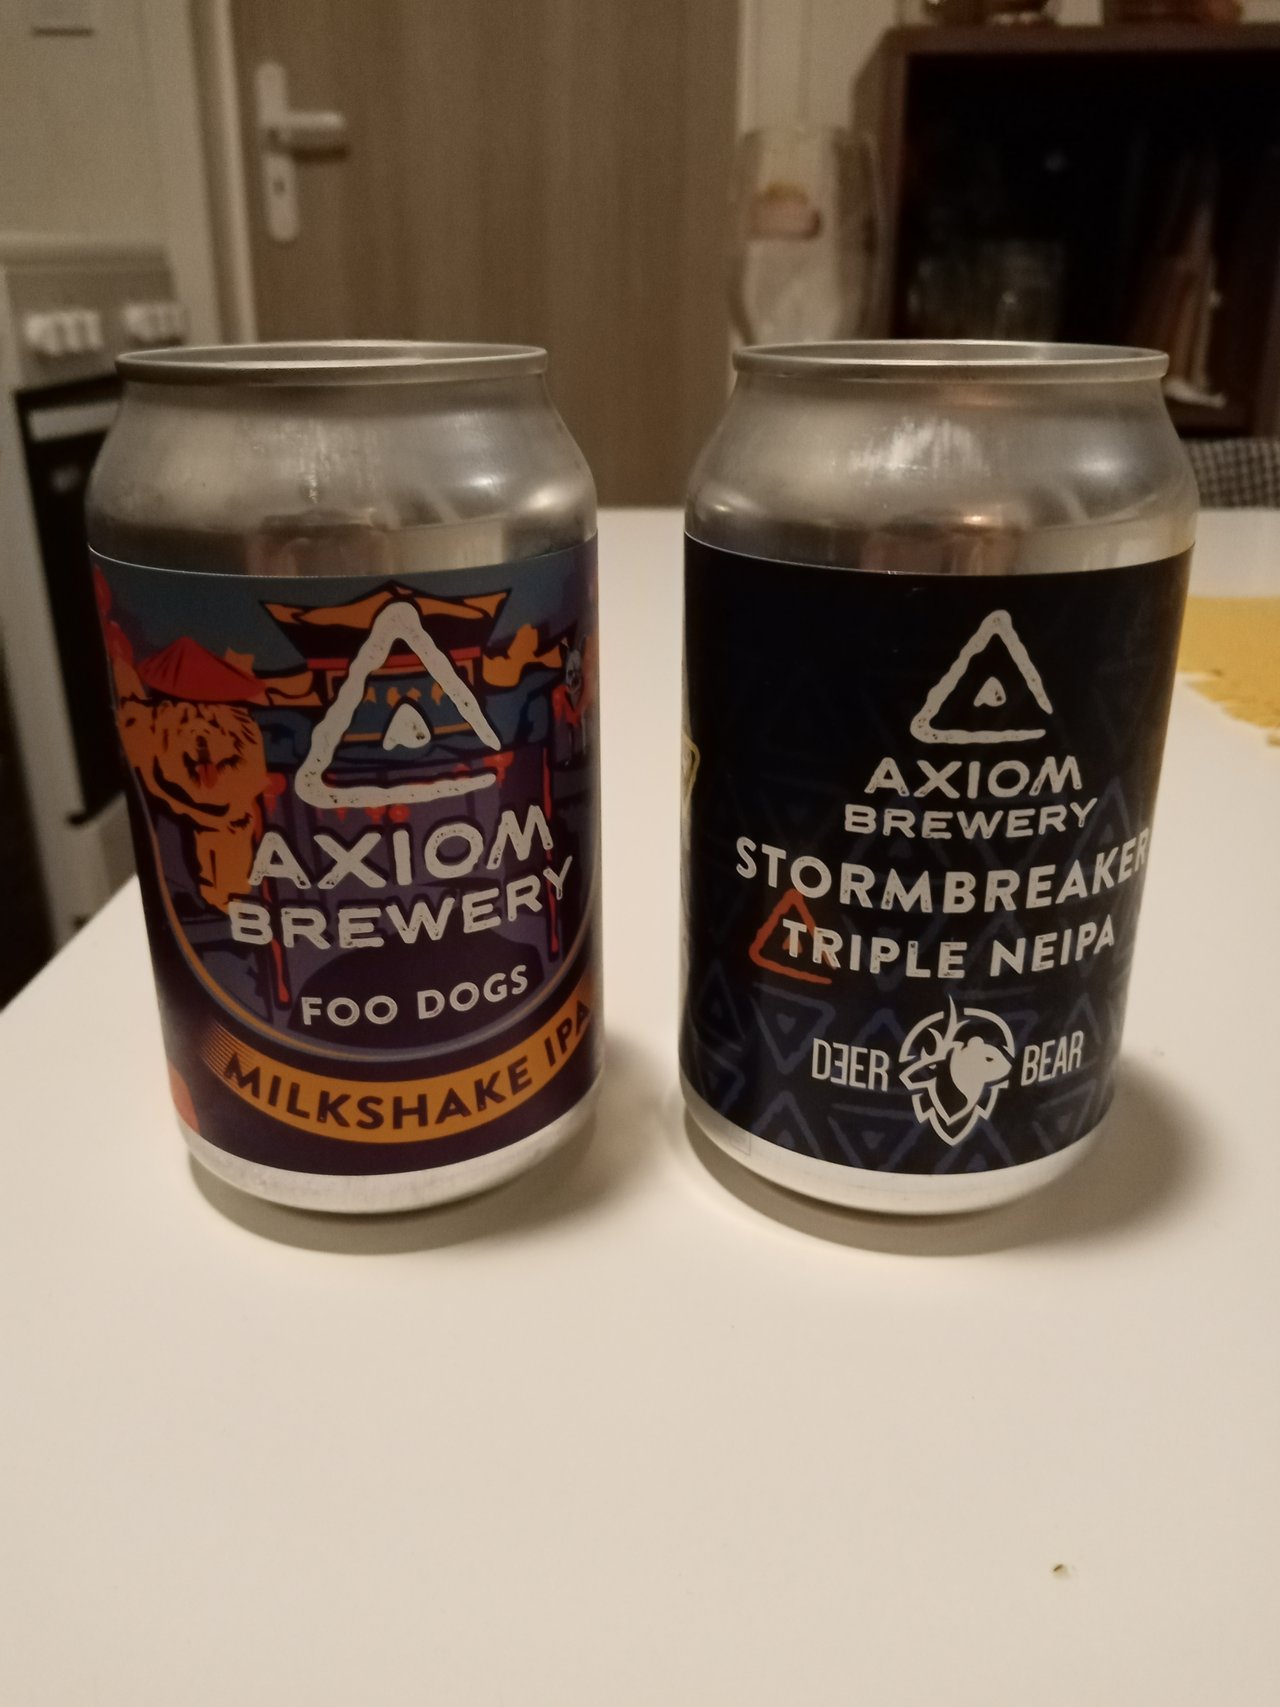 AXIOM
BREWERY
FOO DOGS
MILKSHAKE IPA
AXIOM
BREWERY
STORMBREAKER
TRIPLE NEIPA
DEER BEAR